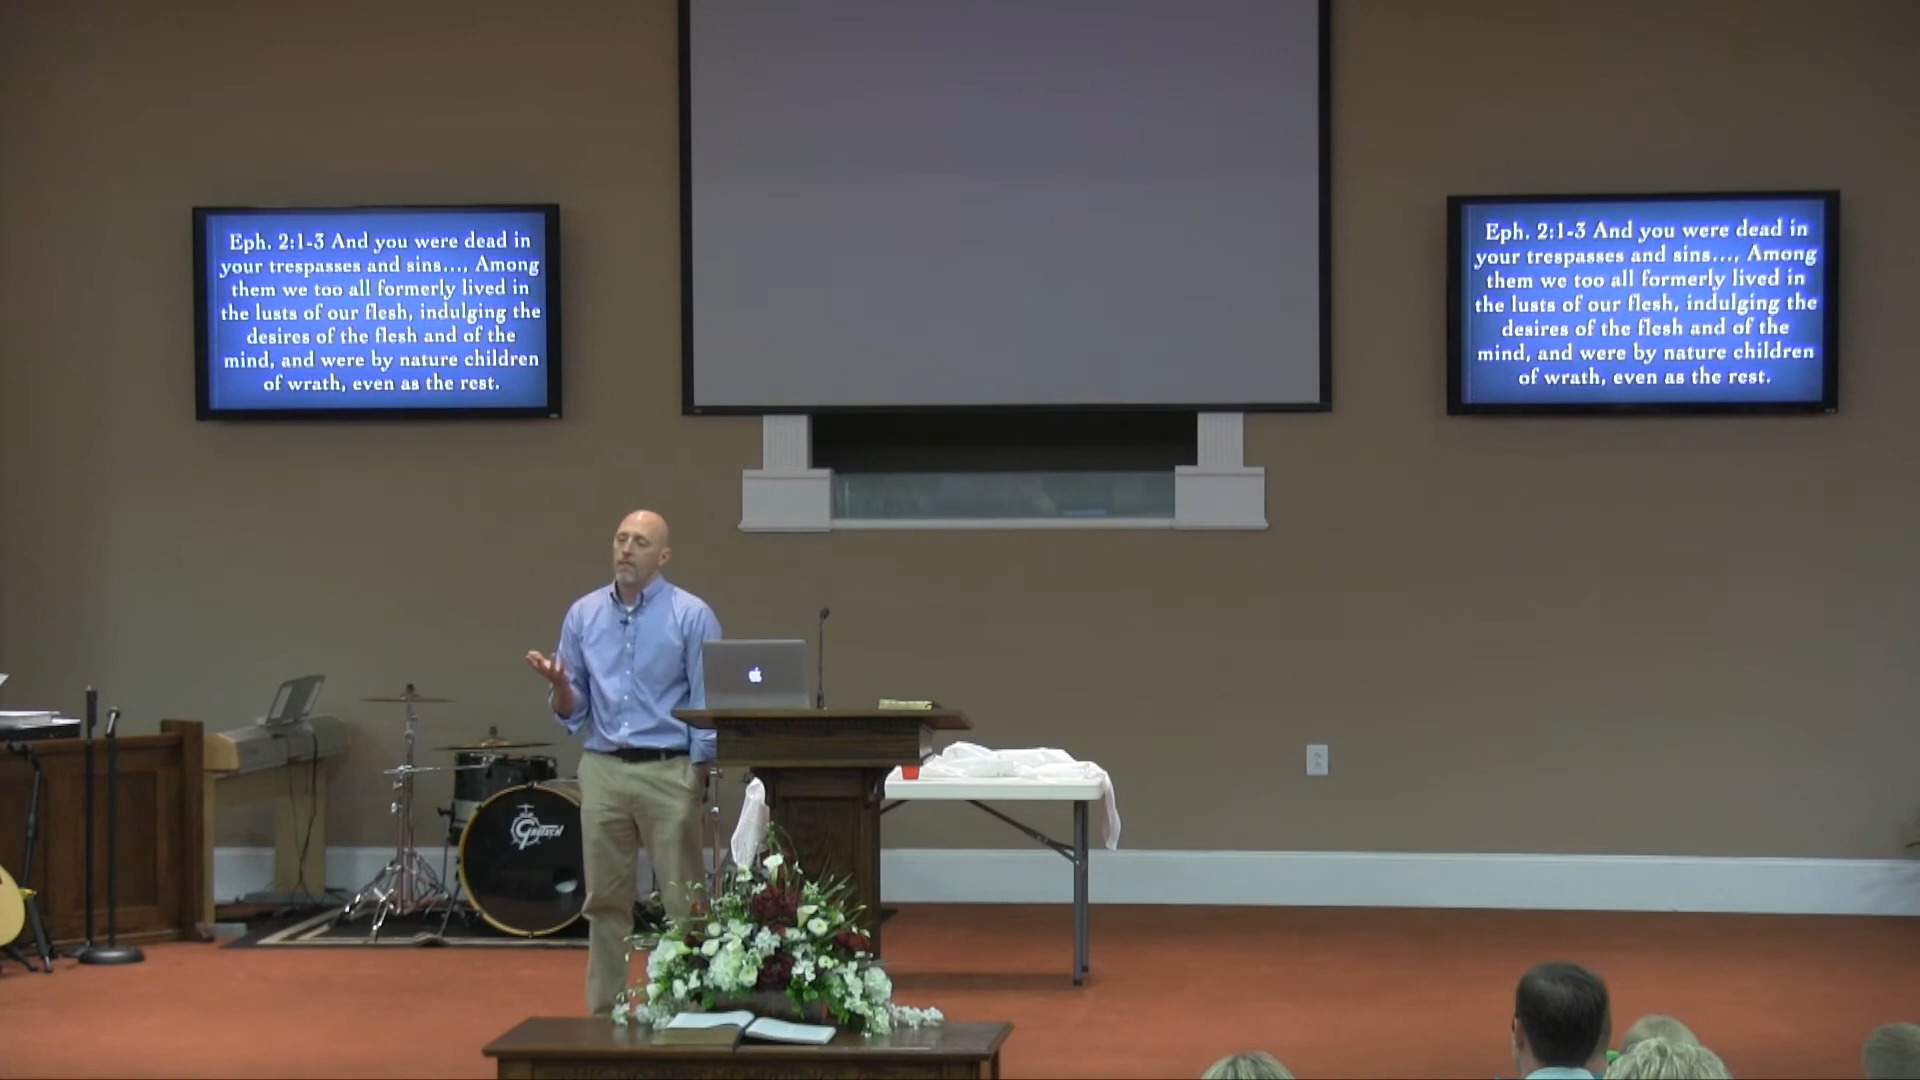 Eph. 2:1-3 And you were dead in
your trespasses and sins..., Among
them we too all formerly lived in
the lusts of our flesh, indulging the
desires of the flesh and of the
mind, and were by nature children
of wrath, even as the rest.
Eph. 2:1-3 And you were dead in
your trespasses and sins..., Among
them we too all formerly lived in
the lusts of our flesh, indulging the
desires of the flesh and of the
mind, and were by nature children
of wrath, even as the rest.
GRETSCH